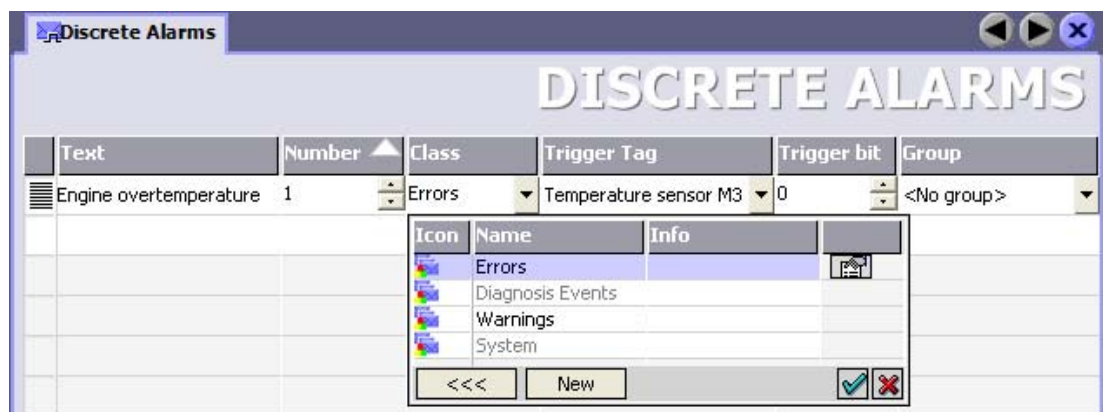 Discrete Alarms
DISCRETE ALARMS
Text Number Class Trigger Tag Trigger bit Group
Engine overtemperature 1 Errors Temperature sensor M3 0 <No group>
Icon Name Info
Errors
Diagnosis Events
Warnings
System
<<< New